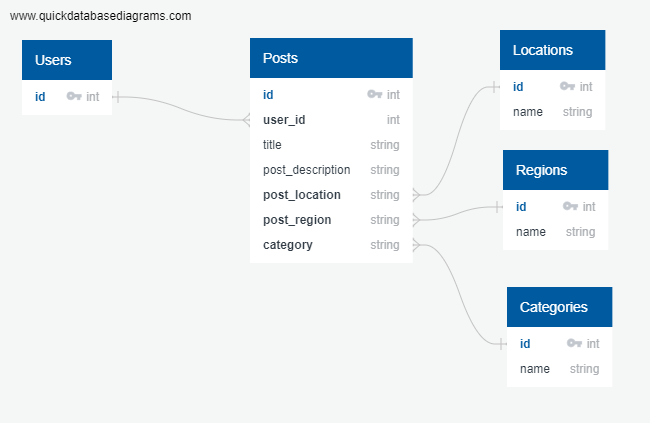 www.quickdatabasediagrams.com
Users
id int
Posts
id int
user_id int
title string
post_description string
post_location string
post_region string
category string
Locations
id int
name string
Regions
id int
name string
Categories
id int
name string